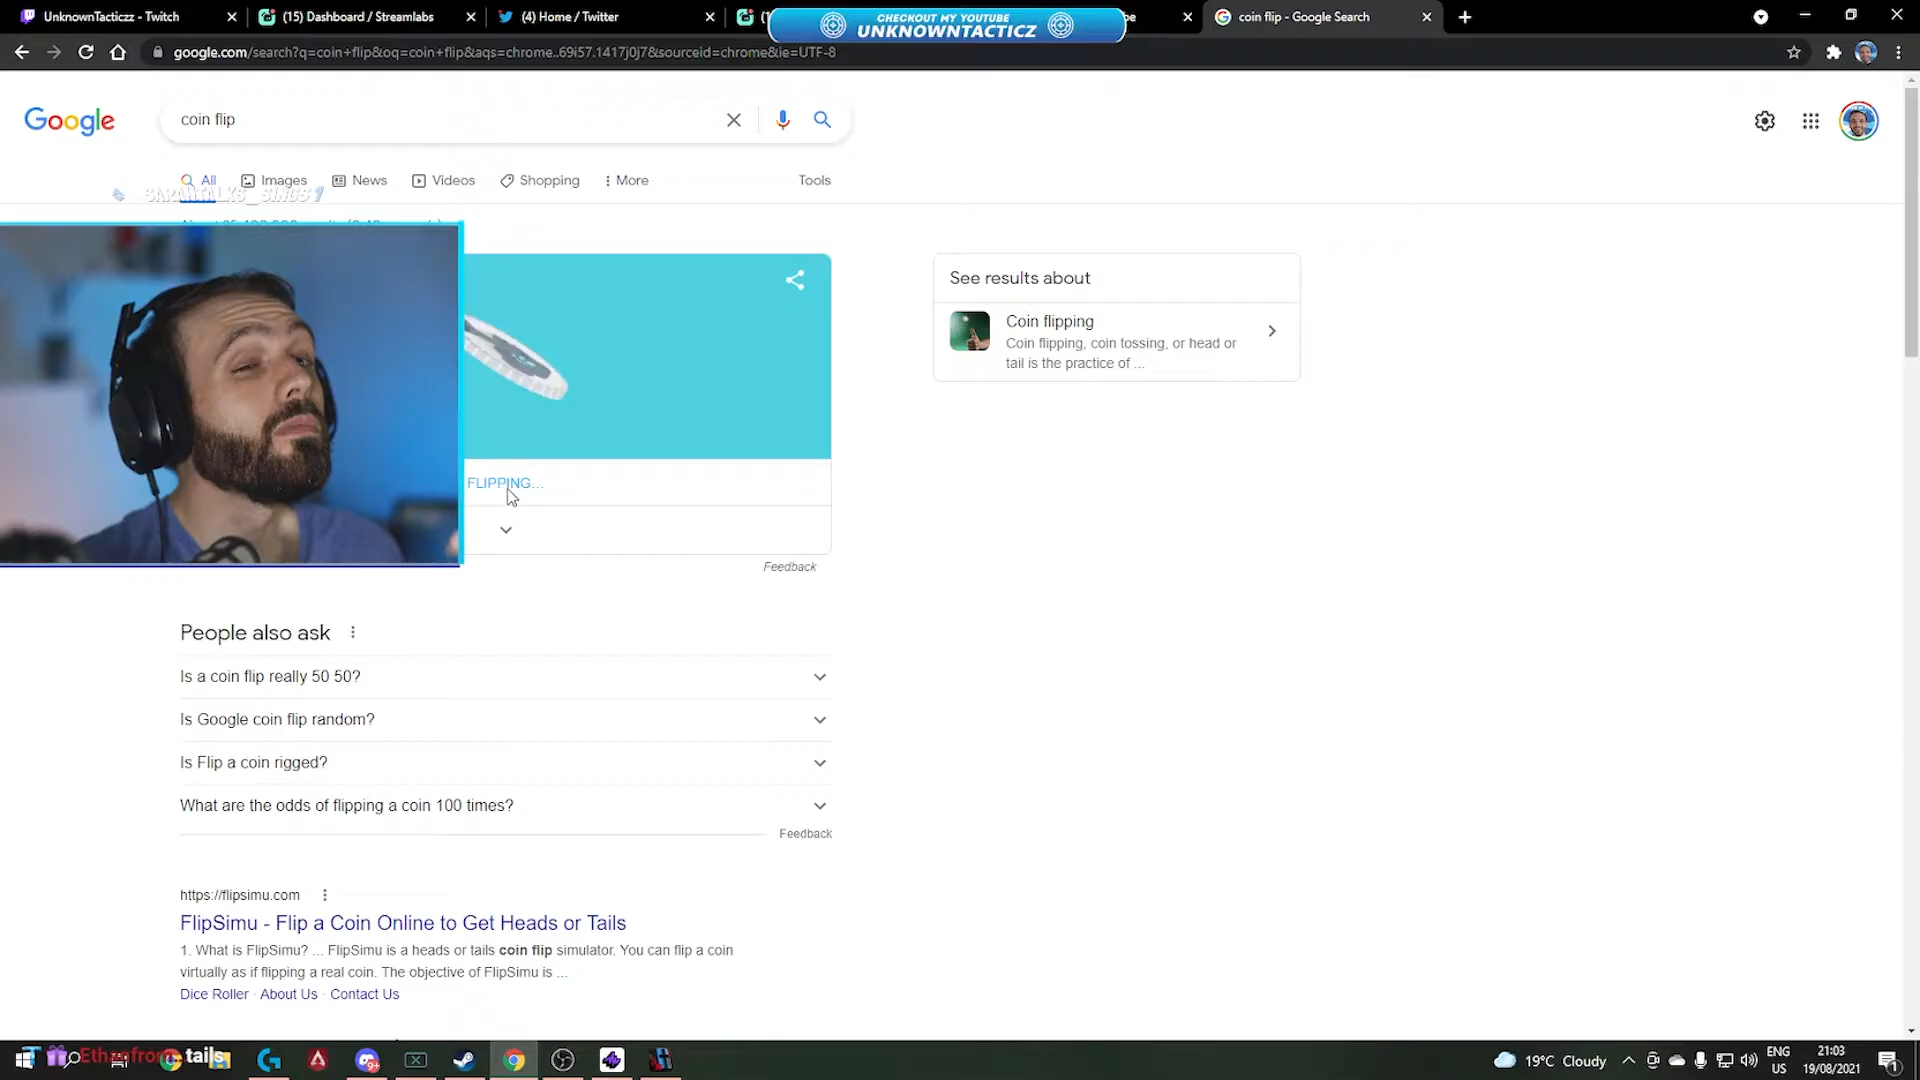 UnknownTacticzz - Twitch
(15) Dashboard / Streamlabs
(4) Home / Twitter
CHECKOUT MY YOUTUBE
UNKNOWNTACTICZ
coin flip - Google Search
google.com/search?q=coin+flip&oq=coin+flip&aqs=chrome..69i57.1417j0j7&sourceid=chrome&ie=UTF-8
Google
coin flip
All
Images
News
Videos
Shopping
More
Tools
SARAHTALKS_SINGS
FLIPPING...
Feedback
See results about
Coin flipping
Coin flipping, coin tossing, or head or
tail is the practice of ...
People also ask
Is a coin flip really 50 50?
Is Google coin flip random?
Is Flip a coin rigged?
What are the odds of flipping a coin 100 times?
Feedback
https://flipsimu.com
FlipSimu - Flip a Coin Online to Get Heads or Tails
1. What is FlipSimu? ... FlipSimu is a heads or tails coin flip simulator. You can flip a coin
virtually as if flipping a real coin. The objective of FlipSimu is ...
Dice Roller · About Us · Contact Us
tails
19°C Cloudy
ENG
US
21:03
19/08/2021